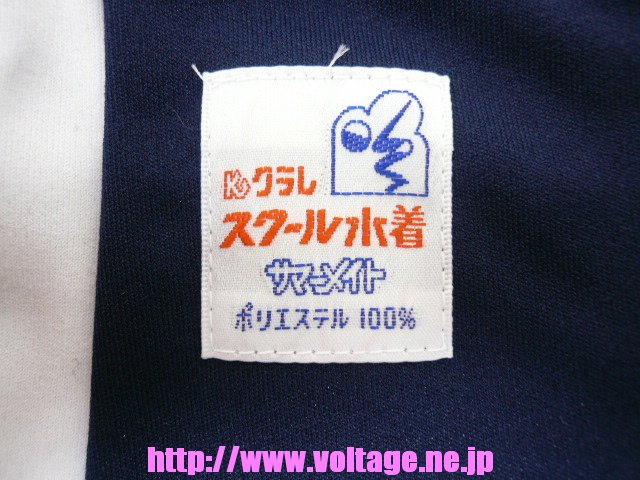 クラレ
スクール水着
サマーメイト
ポリエステル 100%
http://www.voltage.ne.jp